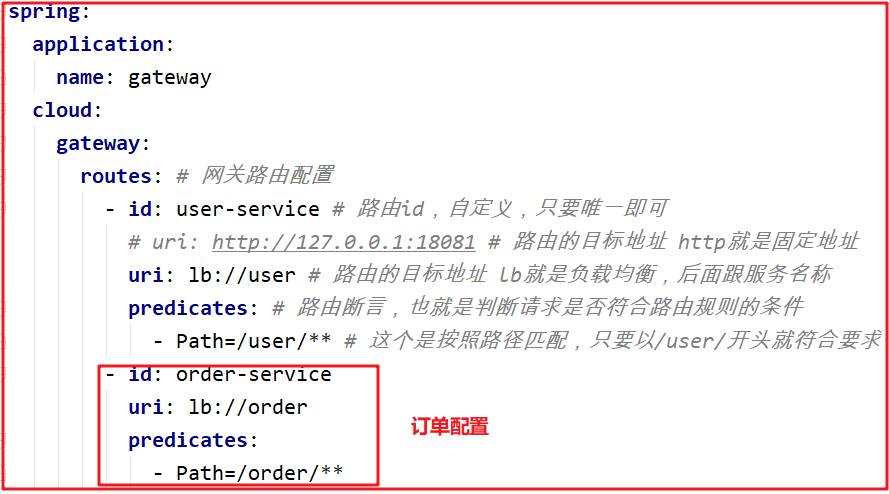 spring:
  application:
    name: gateway
  cloud:
    gateway:
      routes: # 网关路由配置
        - id: user-service # 路由id，自定义，只要唯一即可
          # uri: http://127.0.0.1:18081 # 路由的目标地址 http就是固定地址
          uri: lb://user # 路由的目标地址 lb就是负载均衡，后面跟服务名称
          predicates: # 路由断言，也就是判断请求是否符合路由规则的条件
            - Path=/user/** # 这个是按照路径匹配，只要以/user/开头就符合要求
        - id: order-service
          uri: lb://order
订单配置
          predicates:
            - Path=/order/**